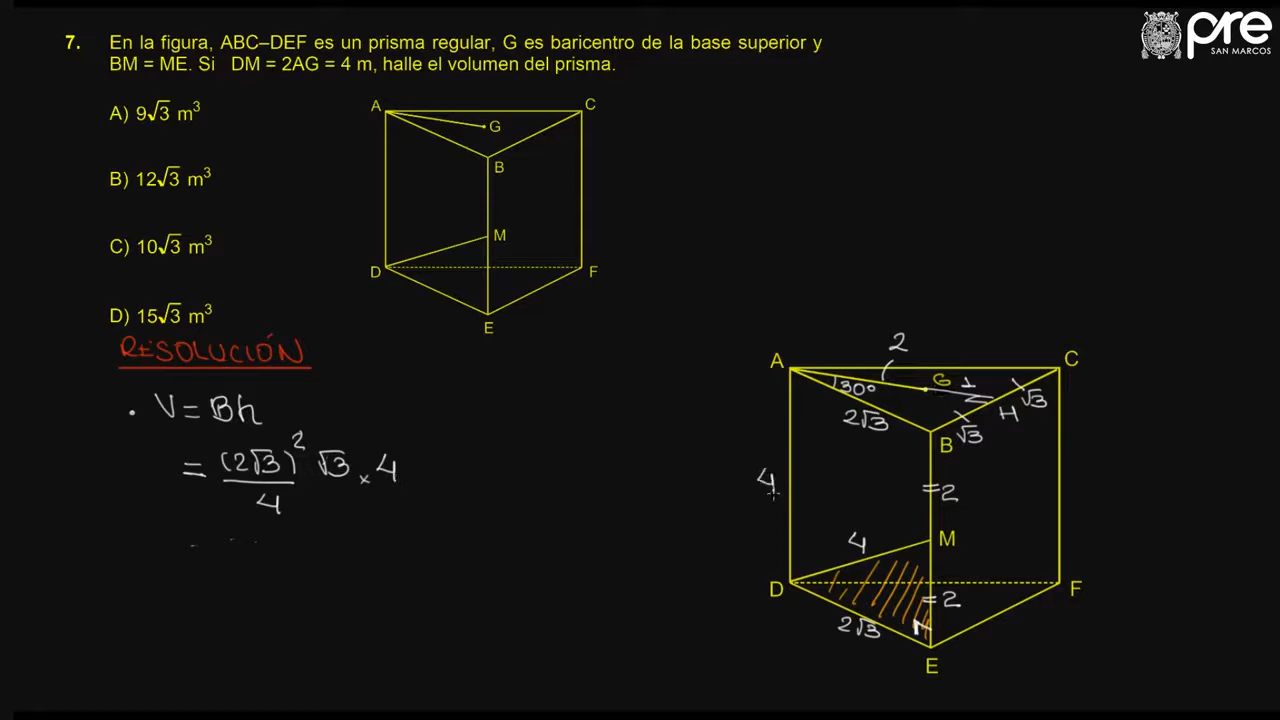 pre
SAN MARCOS
7. En la figura, ABC–DEF es un prisma regular, G es baricentro de la base superior y
BM = ME. Si DM = 2AG = 4 m, halle el volumen del prisma.
A) 9√3 m³
B) 12√3 m³
C) 10√3 m³
D) 15√3 m³
A
C
G
B
M
D
F
E
RESOLUCIÓN
. V = Bh
= (2√3)²√3/4 × 4
2
A
C
G
1
30°
2√3
H
√3
√3
B
4
=2
4
M
D
F
=2
2√3
E